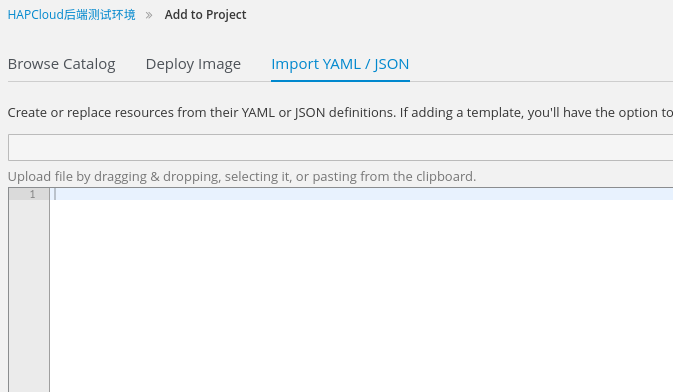 HAPCloud后端测试环境 » Add to Project
Browse Catalog Deploy Image Import YAML / JSON
Create or replace resources from their YAML or JSON definitions. If adding a template, you'll have the option to
Upload file by dragging & dropping, selecting it, or pasting from the clipboard.
1